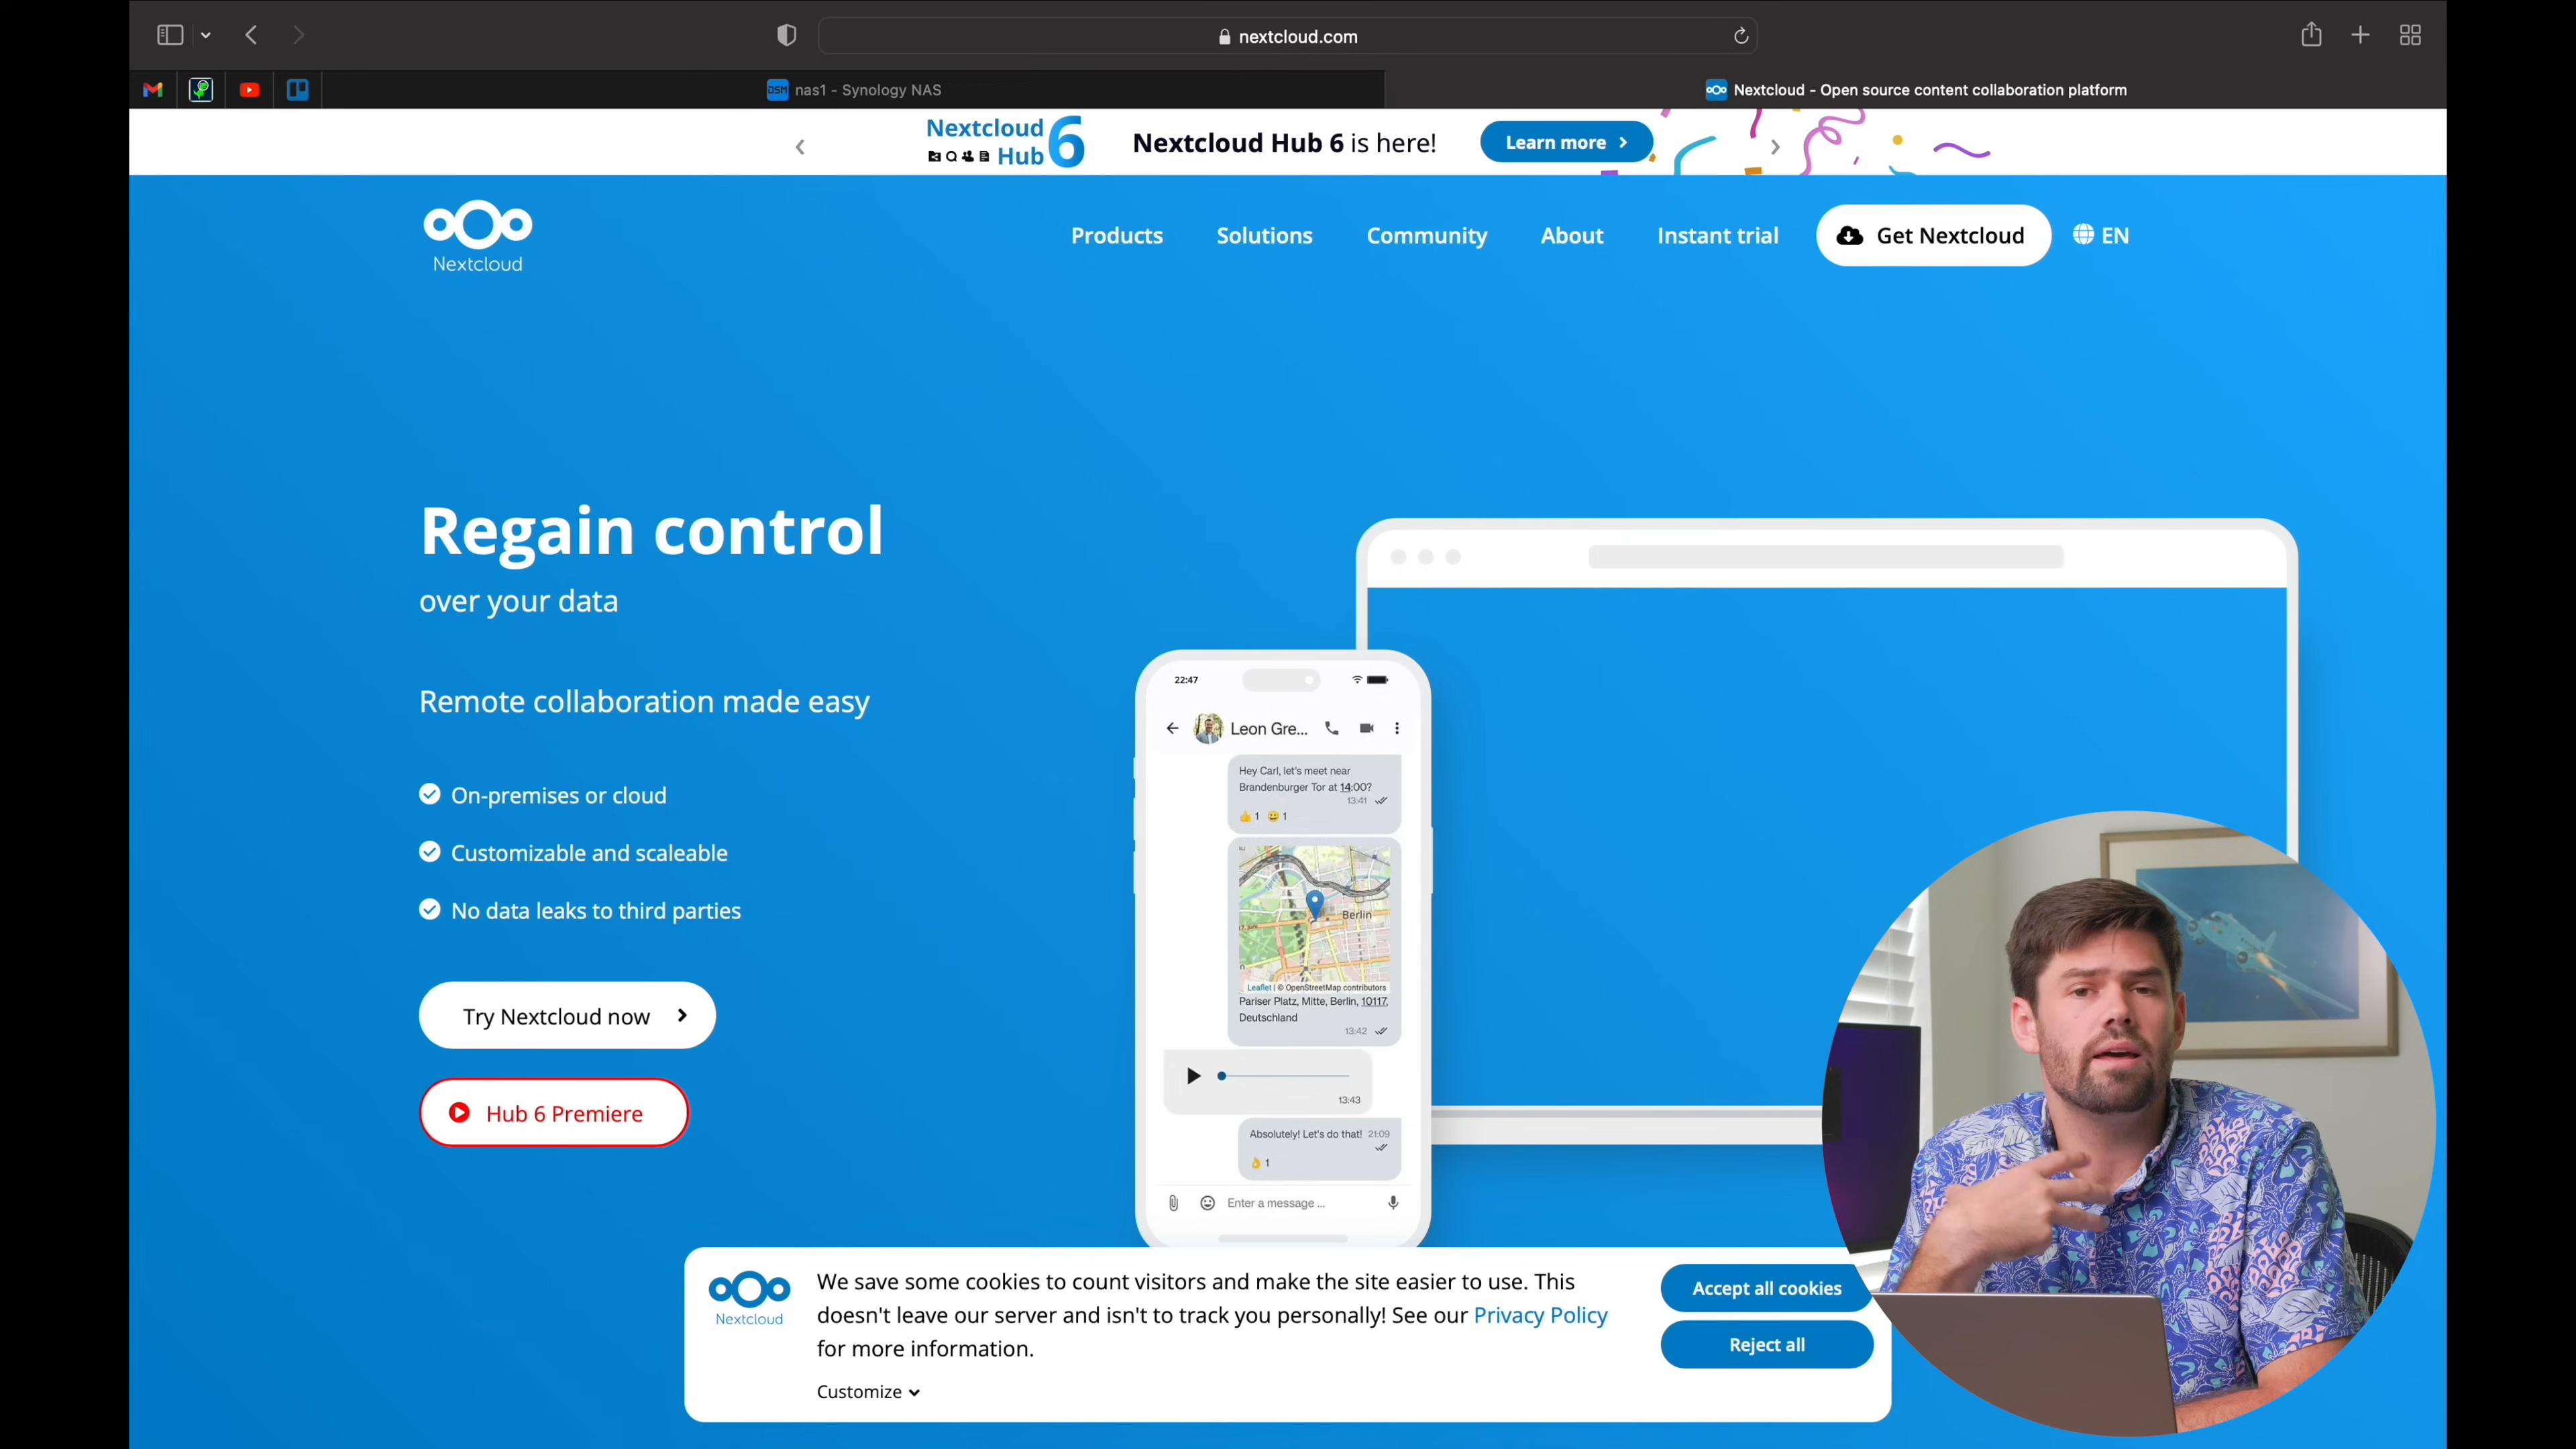 nextcloud.com
DSM nas1 - Synology NAS
Nextcloud - Open source content collaboration platform
Nextcloud
Hub 6
Nextcloud Hub 6 is here!
Learn more
Nextcloud
Products
Solutions
Community
About
Instant trial
Get Nextcloud
EN
Regain control
over your data
Remote collaboration made easy
On-premises or cloud
Customizable and scaleable
No data leaks to third parties
Try Nextcloud now
Hub 6 Premiere
22:47
Leon Gre...
Hey Carl, let's meet near
Brandenburger Tor at 14:00?
13:41
1 1
Berlin
Leaflet | © OpenStreetMap contributors
Pariser Platz, Mitte, Berlin, 10117,
Deutschland
13:42
13:43
Absolutely! Let's do that! 21:09
1
Enter a message ...
Nextcloud
We save some cookies to count visitors and make the site easier to use. This
doesn't leave our server and isn't to track you personally! See our Privacy Policy
for more information.
Customize
Accept all cookies
Reject all